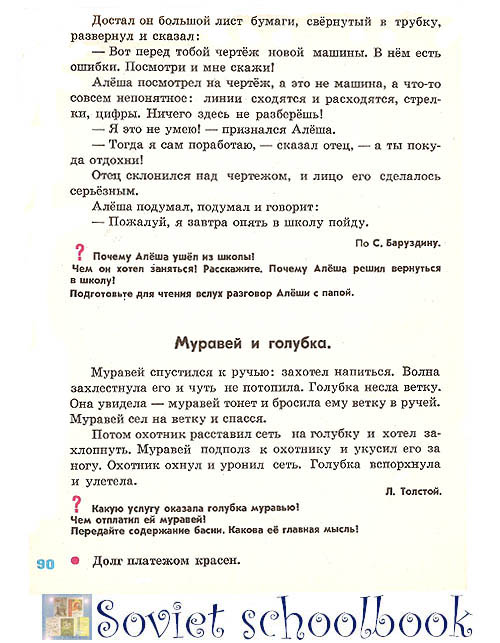 Достал он большой лист бумаги, свёрнутый в трубку,
развернул и сказал:
— Вот перед тобой чертёж новой машины. В нём есть
ошибки. Посмотри и мне скажи!
Алёша посмотрел на чертёж, а это не машина, а что-то
совсем непонятное: линии сходятся и расходятся, стрел-
ки, цифры. Ничего здесь не разберёшь!
— Я это не умею! — признался Алёша.
— Тогда я сам поработаю, — сказал отец, — а ты поку-
да отдохни!
Отец склонился над чертежом, и лицо его сделалось
серьёзным.
Алёша подумал, подумал и говорит:
— Пожалуй, я завтра опять в школу пойду.
По С. Баруздину.
? Почему Алёша ушёл из школы?
Чем он хотел заняться? Расскажите. Почему Алёша решил вернуться
в школу?
Подготовьте для чтения вслух разговор Алёши с папой.
Муравей и голубка.
Муравей спустился к ручью: захотел напиться. Волна
захлестнула его и чуть не потопила. Голубка несла ветку.
Она увидела — муравей тонет и бросила ему ветку в ручей.
Муравей сел на ветку и спасся.
Потом охотник расставил сеть на голубку и хотел за-
хлопнуть. Муравей подполз к охотнику и укусил его за
ногу. Охотник охнул и уронил сеть. Голубка вспорхнула
и улетела.
Л. Толстой.
? Какую услугу оказала голубка муравью?
Чем отплатил ей муравей?
Передайте содержание басни. Какова её главная мысль?
90 • Долг платежом красен.
Soviet schoolbook